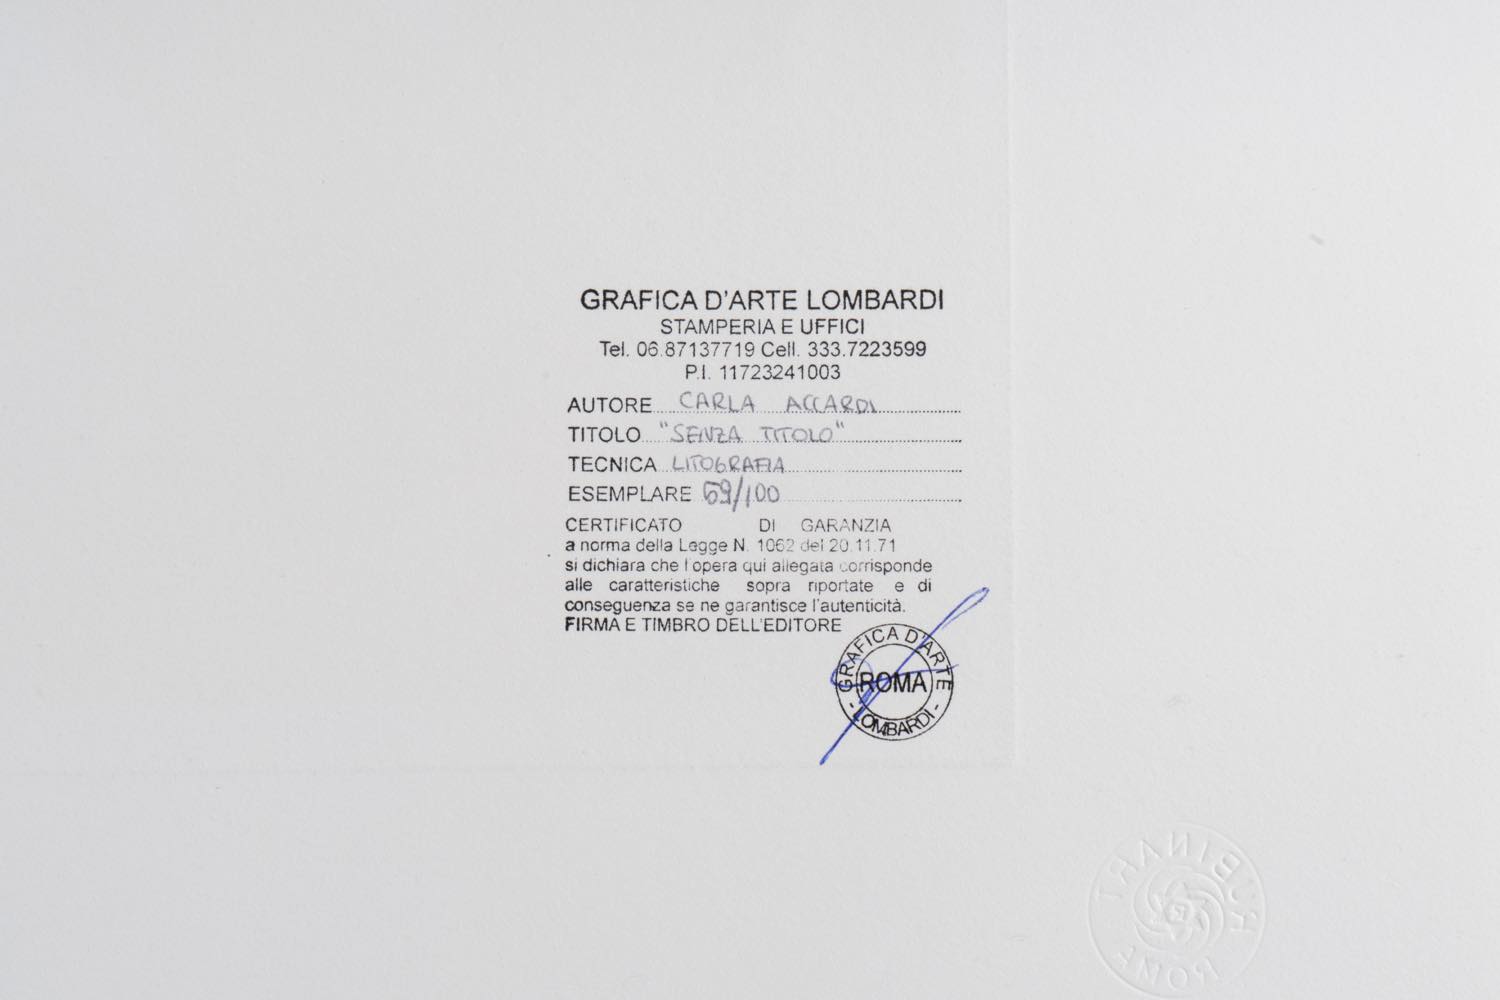 GRAFICA D'ARTE LOMBARDI
STAMPERIA E UFFICI
Tel. 06.87137719 Cell. 333.7223599
P.I. 11723241003
AUTORE CARLA ACCARDI
TITOLO "SENZA TITOLO"
TECNICA LITOGRAFIA
ESEMPLARE 59/100
CERTIFICATO DI GARANZIA
a norma della Legge N. 1062 del 20.11.71
si dichiara che l'opera qui allegata corrisponde
alle caratteristiche sopra riportate e di
conseguenza se ne garantisce l'autenticità.
FIRMA E TIMBRO DELL'EDITORE
GRAFICA D'ARTE
ROMA
- LOMBARDI -
RUBINART
ROME